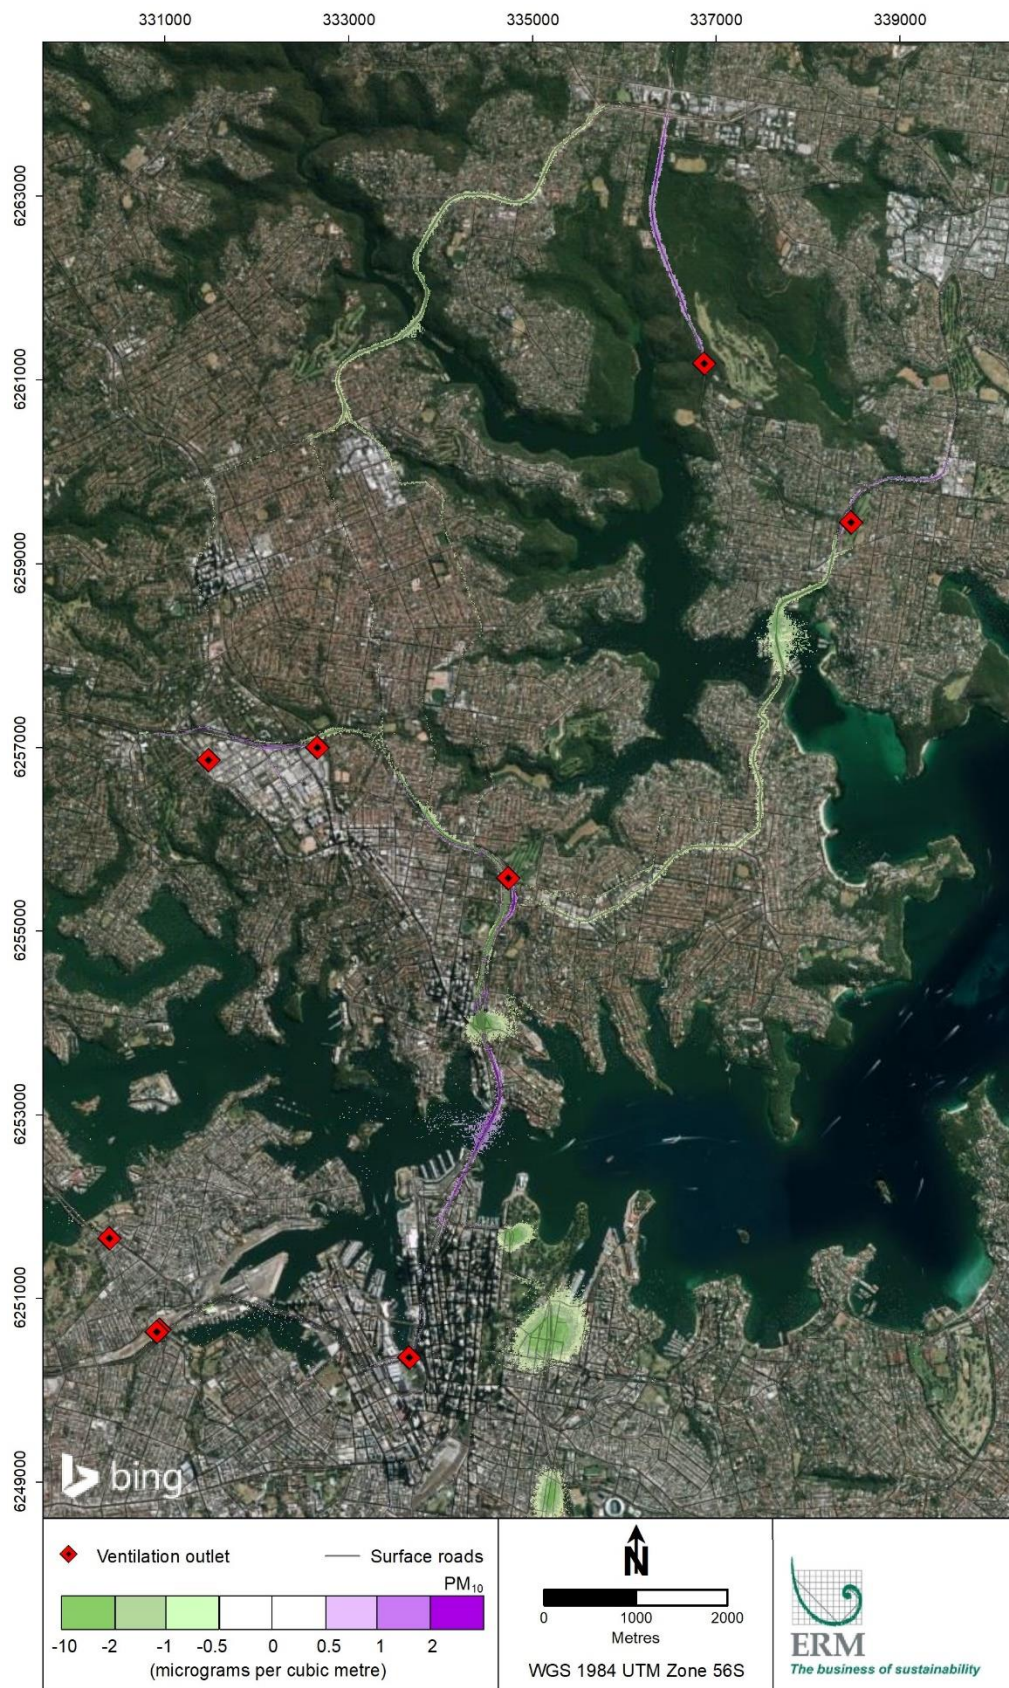 331000 333000 335000 337000 339000
6263000
6261000
6259000
6257000
6255000
6253000
6251000
6249000
bing
Ventilation outlet
Surface roads
PM10
-10 -2 -1 -0.5 0 0.5 1 2
(micrograms per cubic metre)
N
0 1000 2000
Metres
WGS 1984 UTM Zone 56S
ERM
The business of sustainability